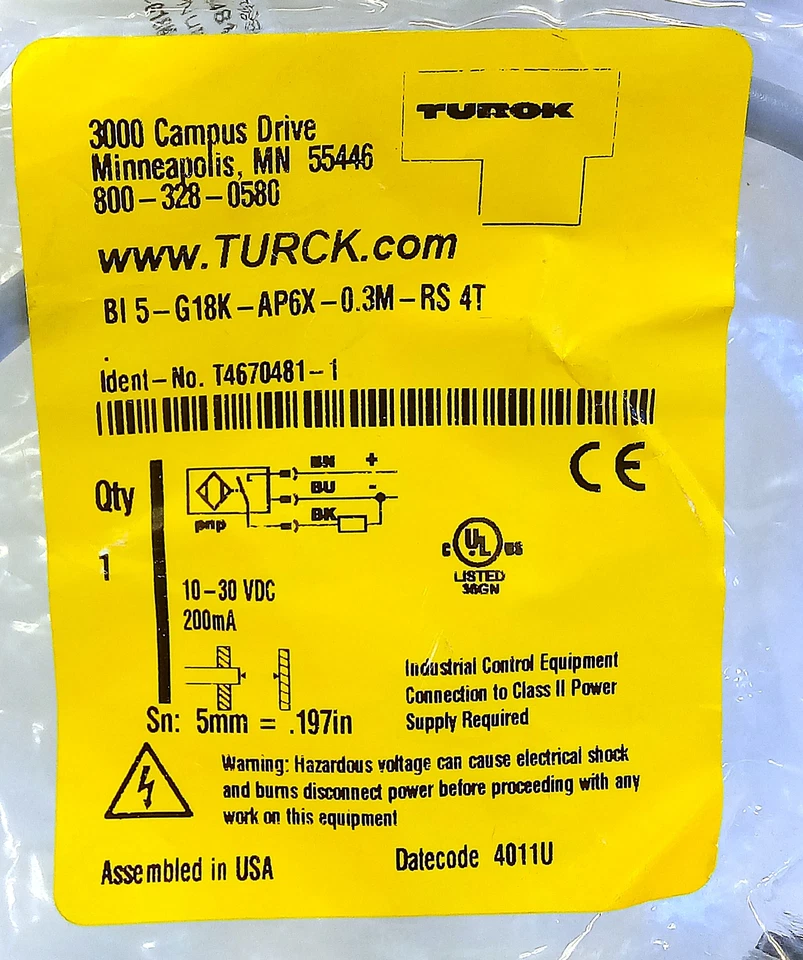 TURCK
3000 Campus Drive
Minneapolis, MN 55446
800-328-0580
www.TURCK.com
BI 5-G18K-AP6X-0.3M-RS 4T
Ident-No. T4670481-1
CE
Qty
1
BN +
BU -
BK
pnp
10-30 VDC
200mA
C UL US
LISTED
36GN
Industrial Control Equipment
Connection to Class II Power
Supply Required
Sn: 5mm = .197in
Warning: Hazardous voltage can cause electrical shock
and burns disconnect power before proceeding with any
work on this equipment
Assembled in USA
Datecode 4011U